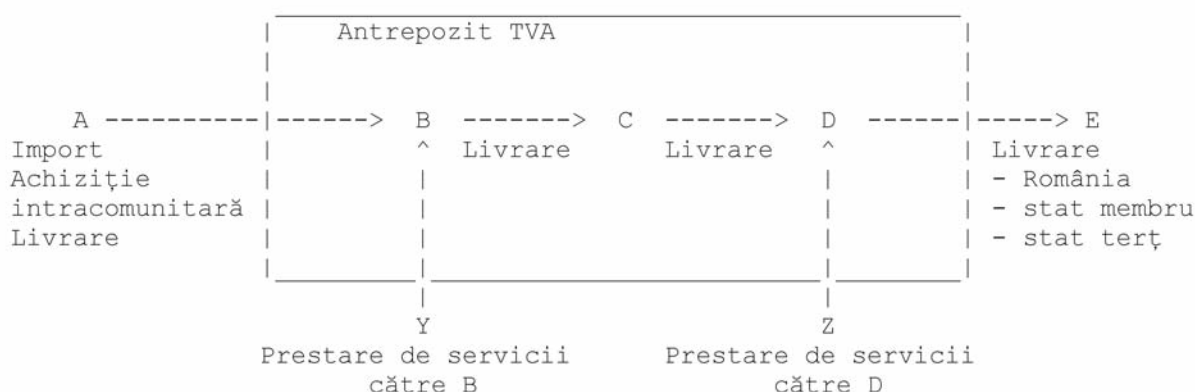 Antrepozit TVA
A ----------|------> B -------> C -------> D ------|-----> E
Import ^ Livrare Livrare ^ Livrare
Achiziție - România
intracomunitară - stat membru
Livrare - stat terț
Y Z
Prestare de servicii Prestare de servicii
către B către D